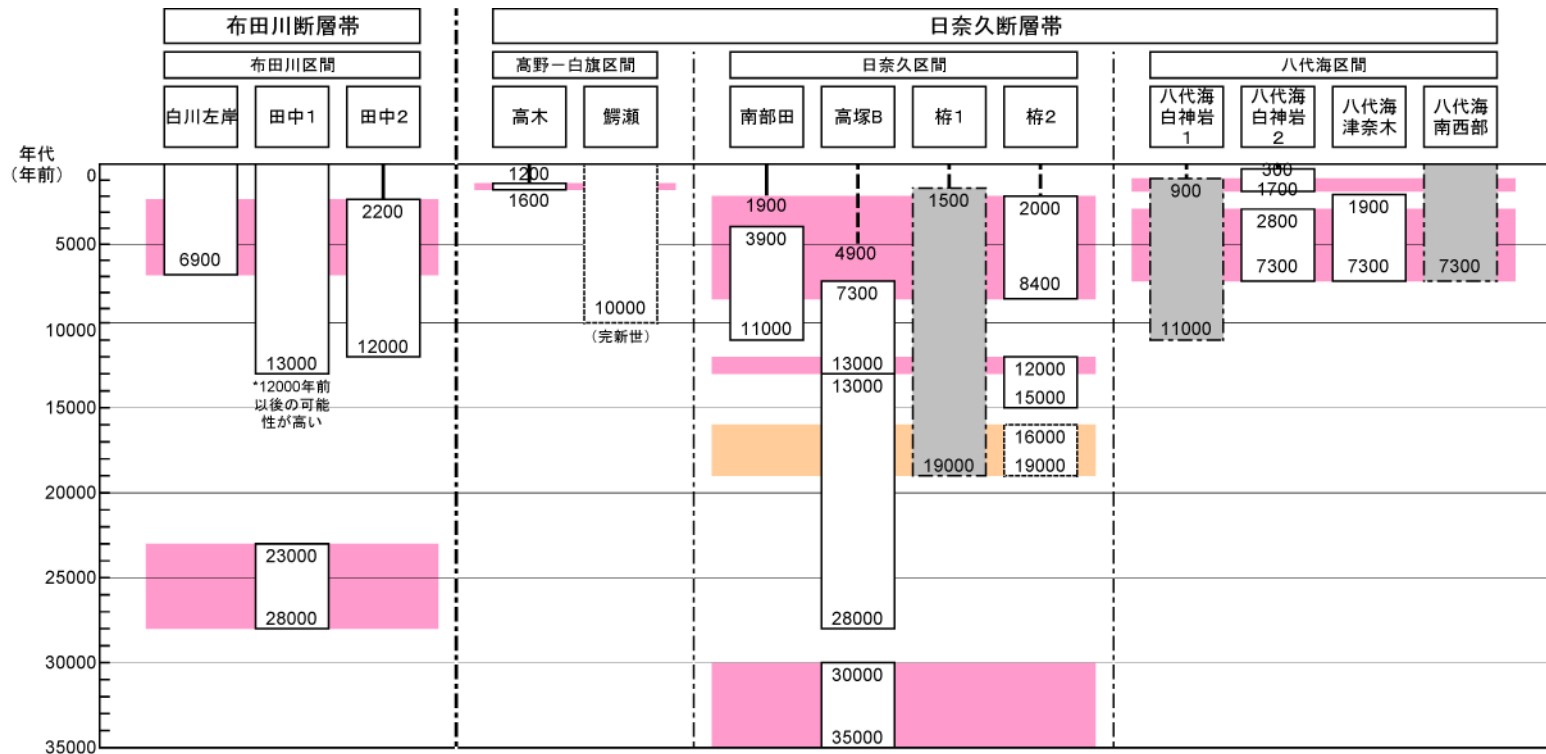 布田川断層帯
日奈久断層帯
布田川区間
高野－白旗区間
日奈久区間
八代海区間
白川左岸
田中1
田中2
高木
鰐瀬
南部田
高塚B
栫1
栫2
八代海
白神岩
1
八代海
白神岩
2
八代海
津奈木
八代海
南西部
年代
（年前）
0
5000
10000
15000
20000
25000
30000
35000
6900
13000
*12000年前
以後の可能
性が高い
23000
28000
2200
12000
1200
1600
10000
（完新世）
1900
3900
11000
4900
7300
13000
13000
28000
30000
35000
1500
19000
2000
8400
12000
15000
16000
19000
900
11000
300
1700
2800
7300
1900
7300
7300